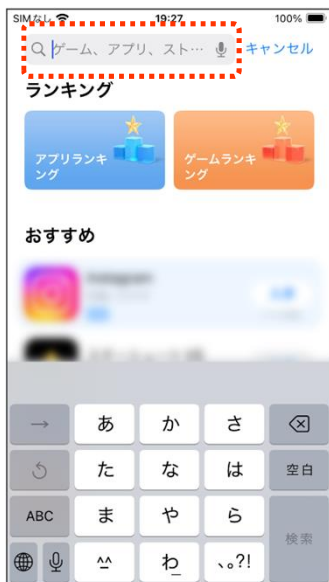 SIMなし 19:27 100%
ゲーム、アプリ、スト… キャンセル
ランキング
アプリランキ
ング
ゲームランキ
ング
おすすめ
→ あ か さ
た な は 空白
ABC ま や ら
検索
^^ わ_ 、。?!